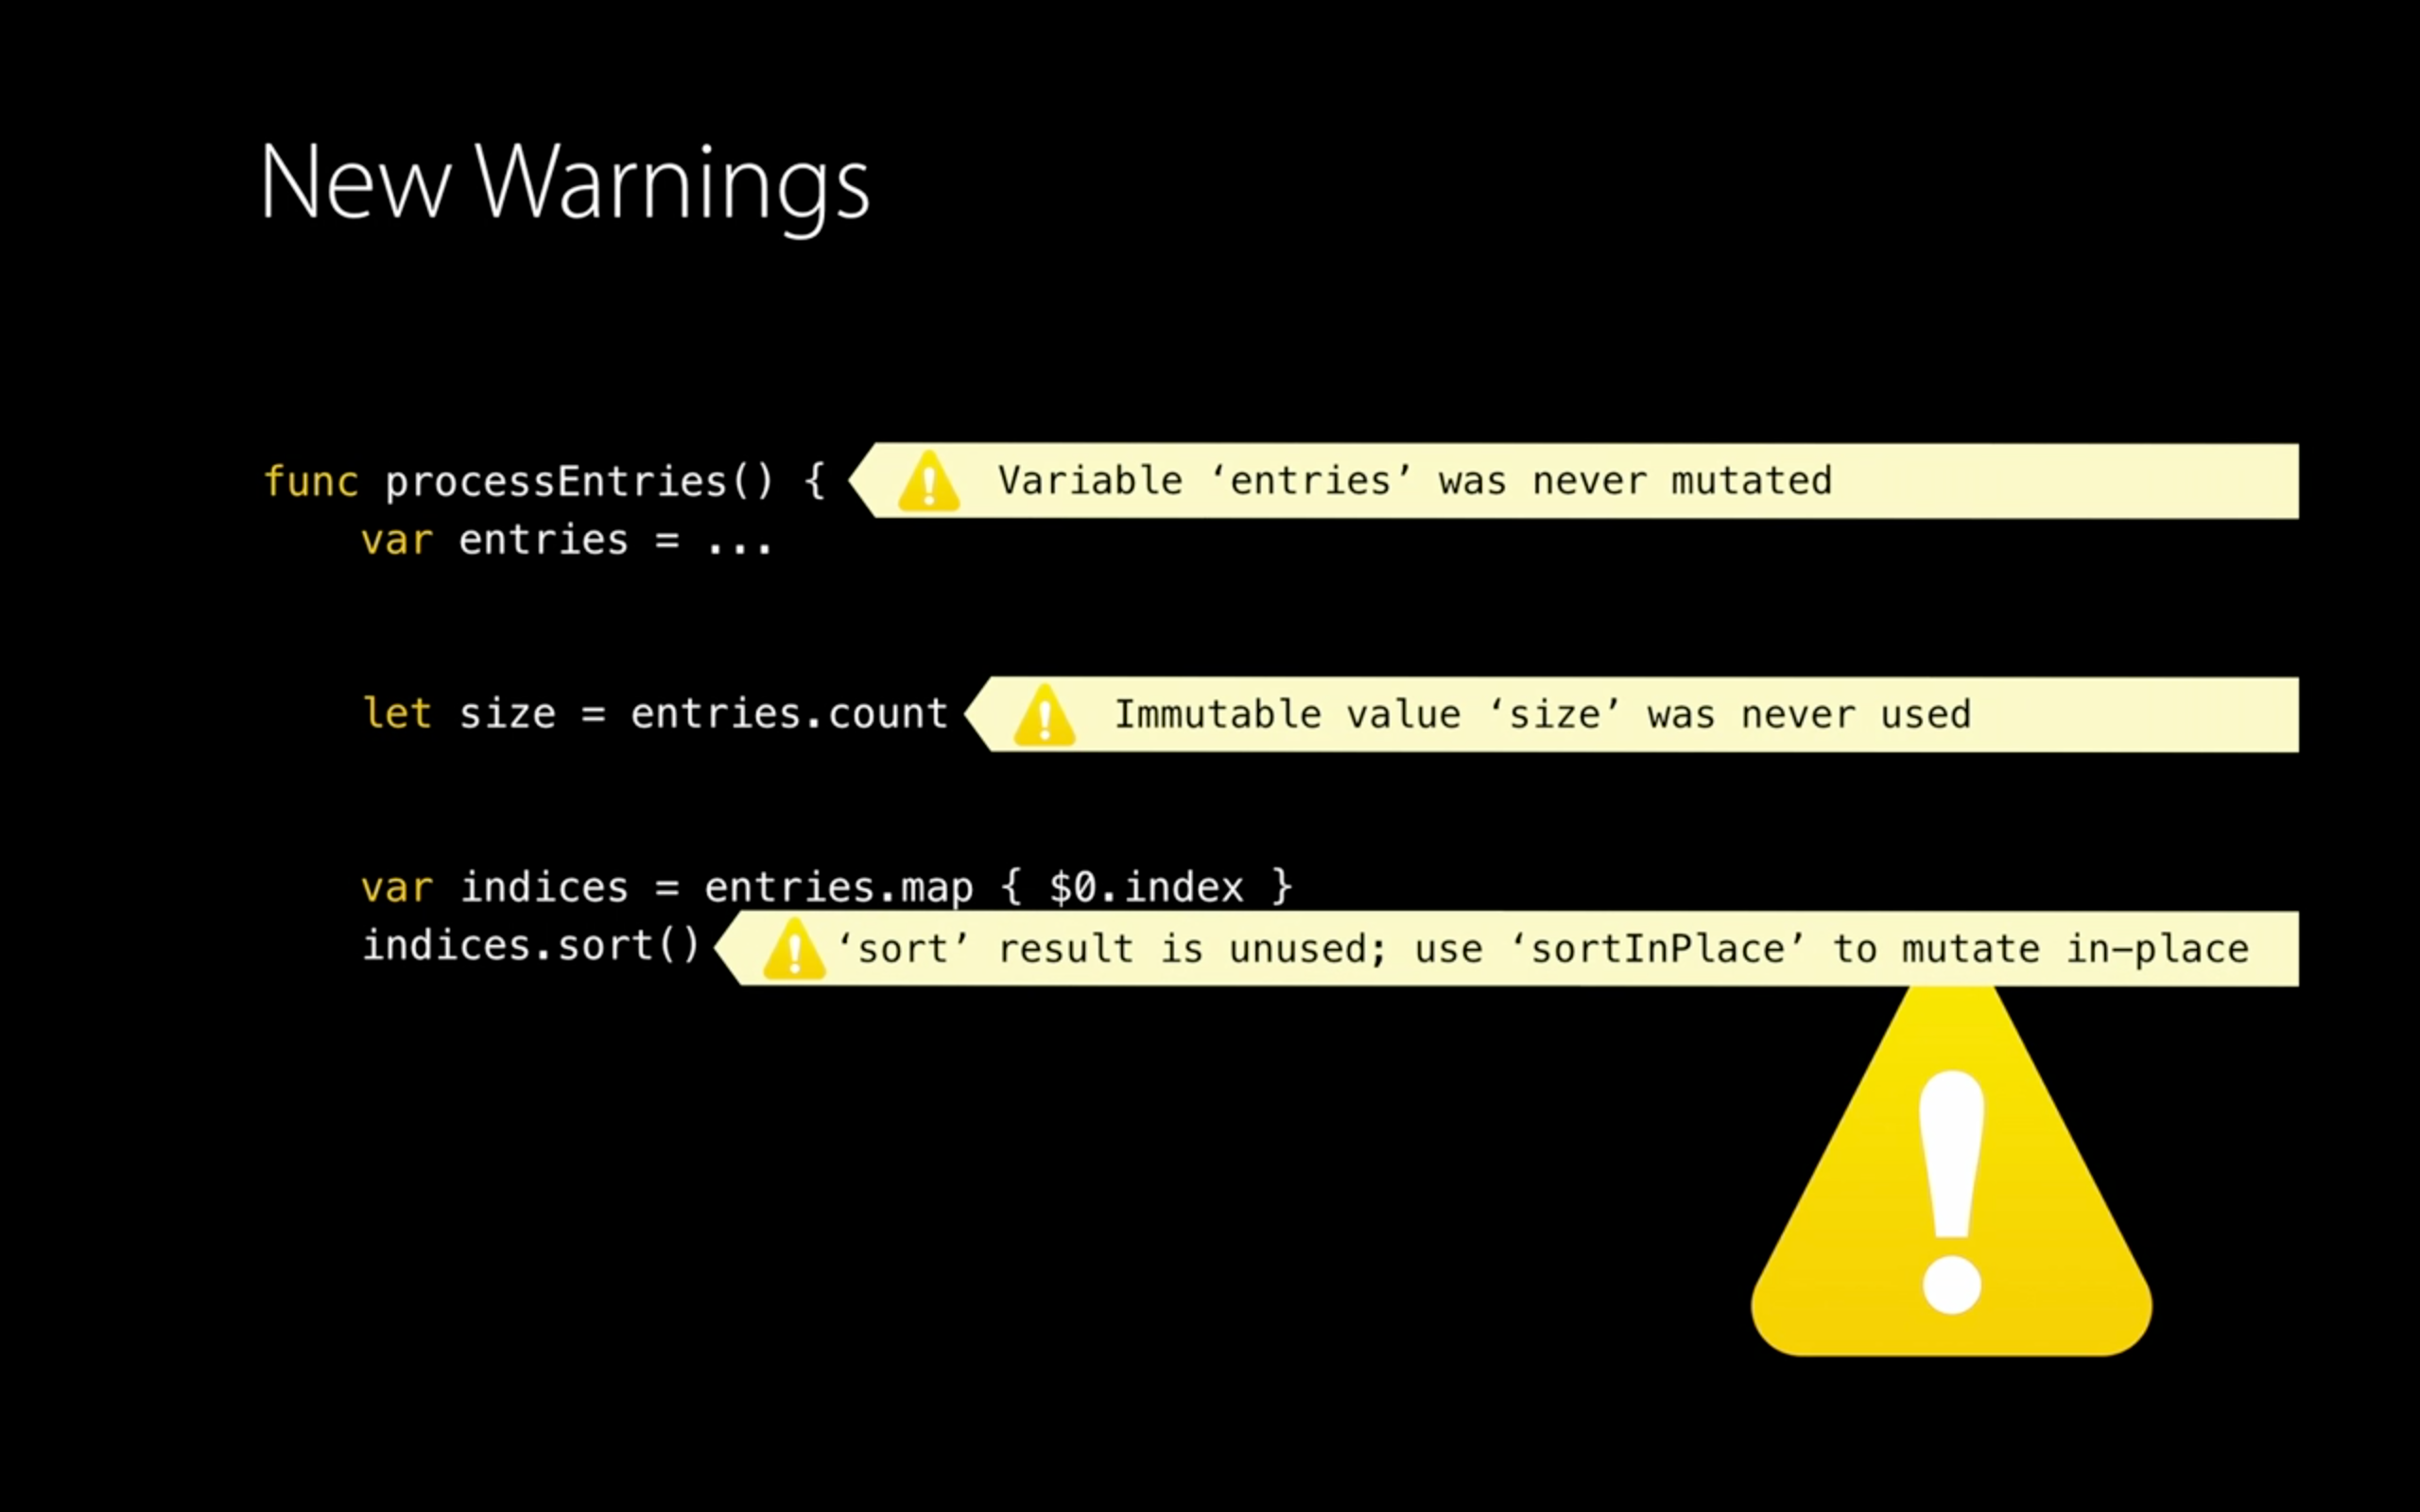 New Warnings
func processEntries() { Variable ‘entries’ was never mutated
var entries = ...
let size = entries.count Immutable value ‘size’ was never used
var indices = entries.map { $0.index }
indices.sort() ‘sort’ result is unused; use ‘sortInPlace’ to mutate in-place